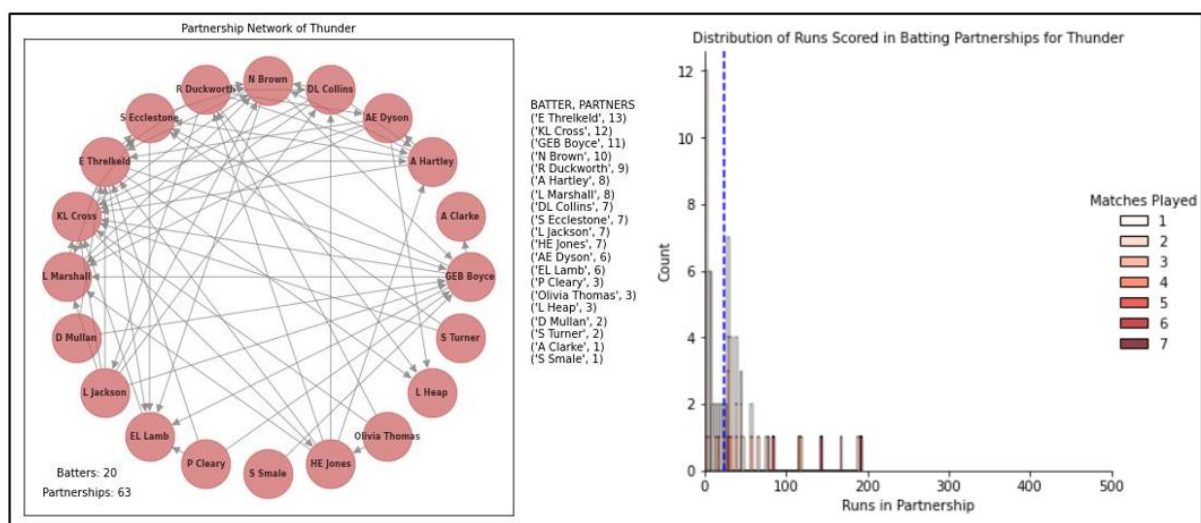 Partnership Network of Thunder
N Brown
R Duckworth
DL Collins
S Ecclestone
AE Dyson
E Threlkeld
A Hartley
KL Cross
A Clarke
L Marshall
GEB Boyce
D Mullan
S Turner
L Jackson
L Heap
EL Lamb
Olivia Thomas
P Cleary
S Smale
HE Jones
Batters: 20
Partnerships: 63
BATTER, PARTNERS
('E Threlkeld', 13)
('KL Cross', 12)
('GEB Boyce', 11)
('N Brown', 10)
('R Duckworth', 9)
('A Hartley', 8)
('L Marshall', 8)
('DL Collins', 7)
('S Ecclestone', 7)
('L Jackson', 7)
('HE Jones', 7)
('AE Dyson', 6)
('EL Lamb', 6)
('P Cleary', 3)
('Olivia Thomas', 3)
('L Heap', 3)
('D Mullan', 2)
('S Turner', 2)
('A Clarke', 1)
('S Smale', 1)
Distribution of Runs Scored in Batting Partnerships for Thunder
12
10
8
6
4
2
0
Count
0 100 200 300 400 500
Runs in Partnership
Matches Played
1
2
3
4
5
6
7